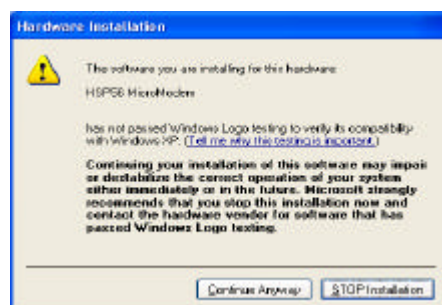 Hardware Installation
The software you are installing for this hardware:
HSP56 MicroModem
has not passed Windows Logo testing to verify its compatibility
with Windows XP. (Tell me why this testing is important.)
Continuing your installation of this software may impair
or destabilize the correct operation of your system
either immediately or in the future. Microsoft strongly
recommends that you stop this installation now and
contact the hardware vendor for software that has
passed Windows Logo testing.
Continue Anyway
STOP Installation